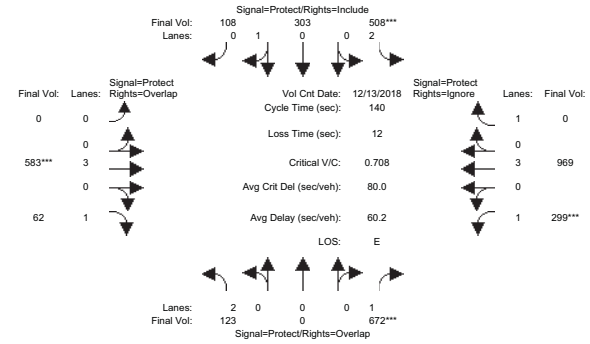 Signal=Protect/Rights=Include
Final Vol: 108 303 508***
Lanes: 0 1 0 0 2
Signal=Protect Signal=Protect
Final Vol: Lanes: Rights=Overlap Vol Cnt Date: 12/13/2018 Rights=Ignore Lanes: Final Vol:
Cycle Time (sec): 140
0 0 1 0
Loss Time (sec): 12
0 0
583*** 3 Critical V/C: 0.708 3 969
0 Avg Crit Del (sec/veh): 80.0 0
62 1 Avg Delay (sec/veh): 60.2 1 299***
LOS: E
Lanes: 2 0 0 0 1
Final Vol: 123 0 672***
Signal=Protect/Rights=Overlap